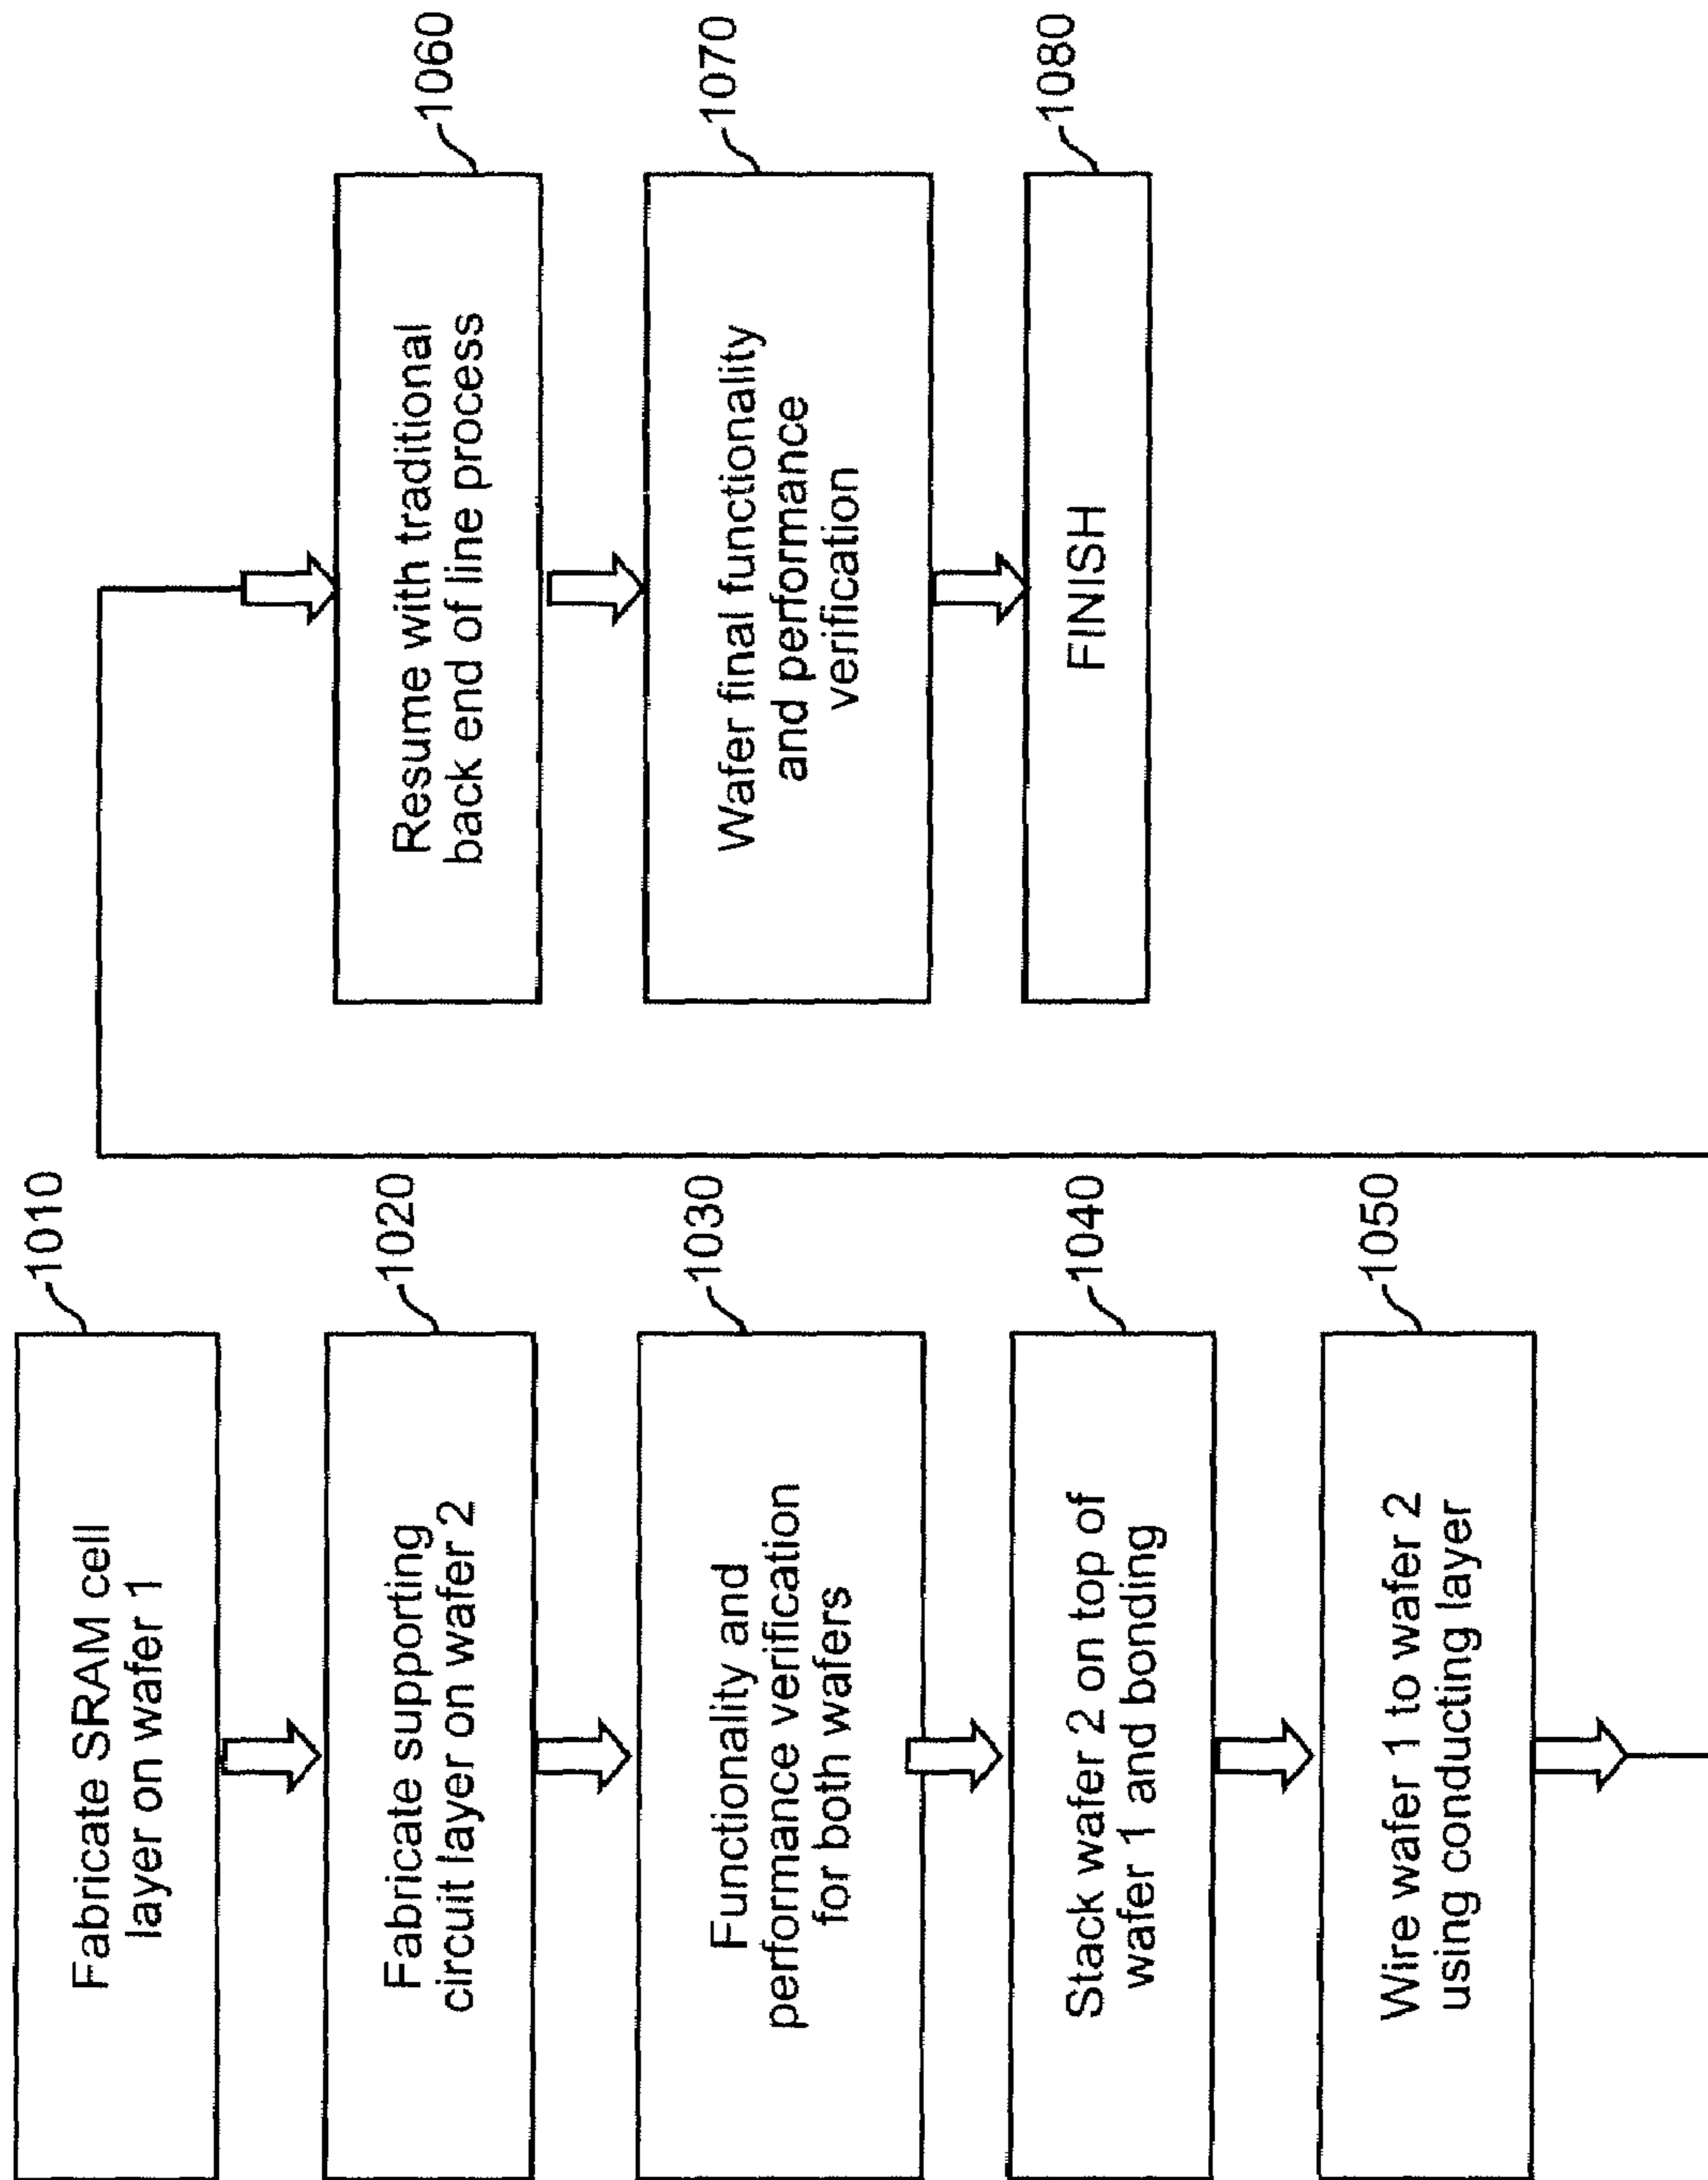 Fabricate SRAM cell
layer on wafer 1
1010
Fabricate supporting
circuit layer on wafer 2
1020
Functionality and
performance verification
for both wafers
1030
Stack wafer 2 on top of
wafer 1 and bonding
1040
Wire wafer 1 to wafer 2
using conducting layer
1050
Resume with traditional
back end of line process
1060
Wafer final functionality
and performance
verification
1070
FINISH
1080